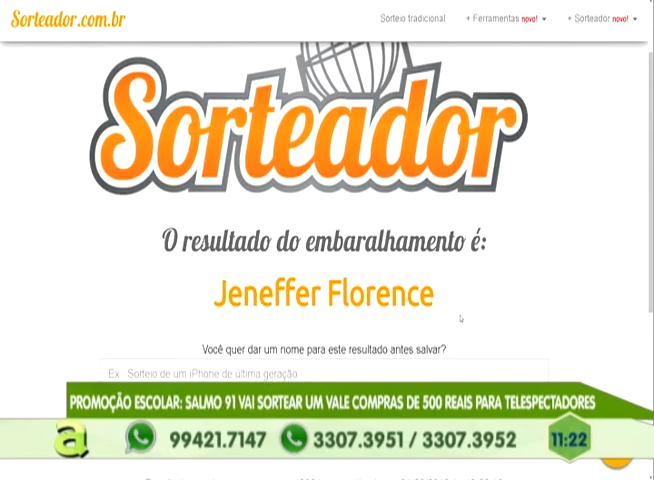 Sorteador.com.br
Sorteio tradicional + Ferramentas novo! + Sorteador novo!
Sorteador
O resultado do embaralhamento é:
Jeneffer Florence
Você quer dar um nome para este resultado antes salvar?
Ex Sorteio de um iPhone de última geração
PROMOÇÃO ESCOLAR: SALMO 91 VAI SORTEAR UM VALE COMPRAS DE 500 REAIS PARA TELESPECTADORES
a 99421.7147 3307.3951 / 3307.3952 11:22